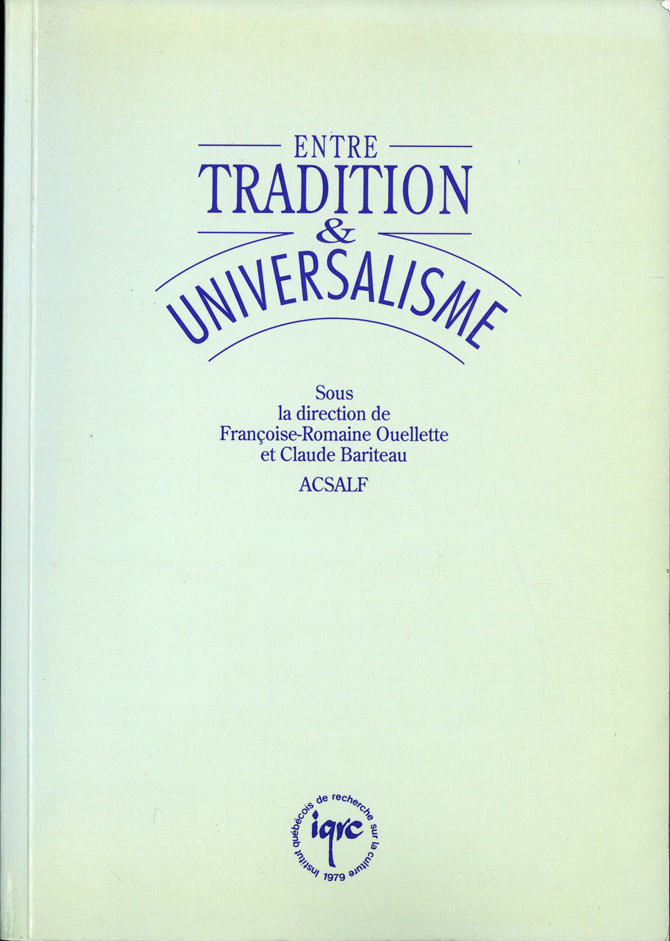 ENTRE
TRADITION
&
UNIVERSALISME
Sous
la direction de
Françoise-Romaine Ouellette
et Claude Bariteau
ACSALF
institut québécois de recherche sur la culture
iqrc
1979